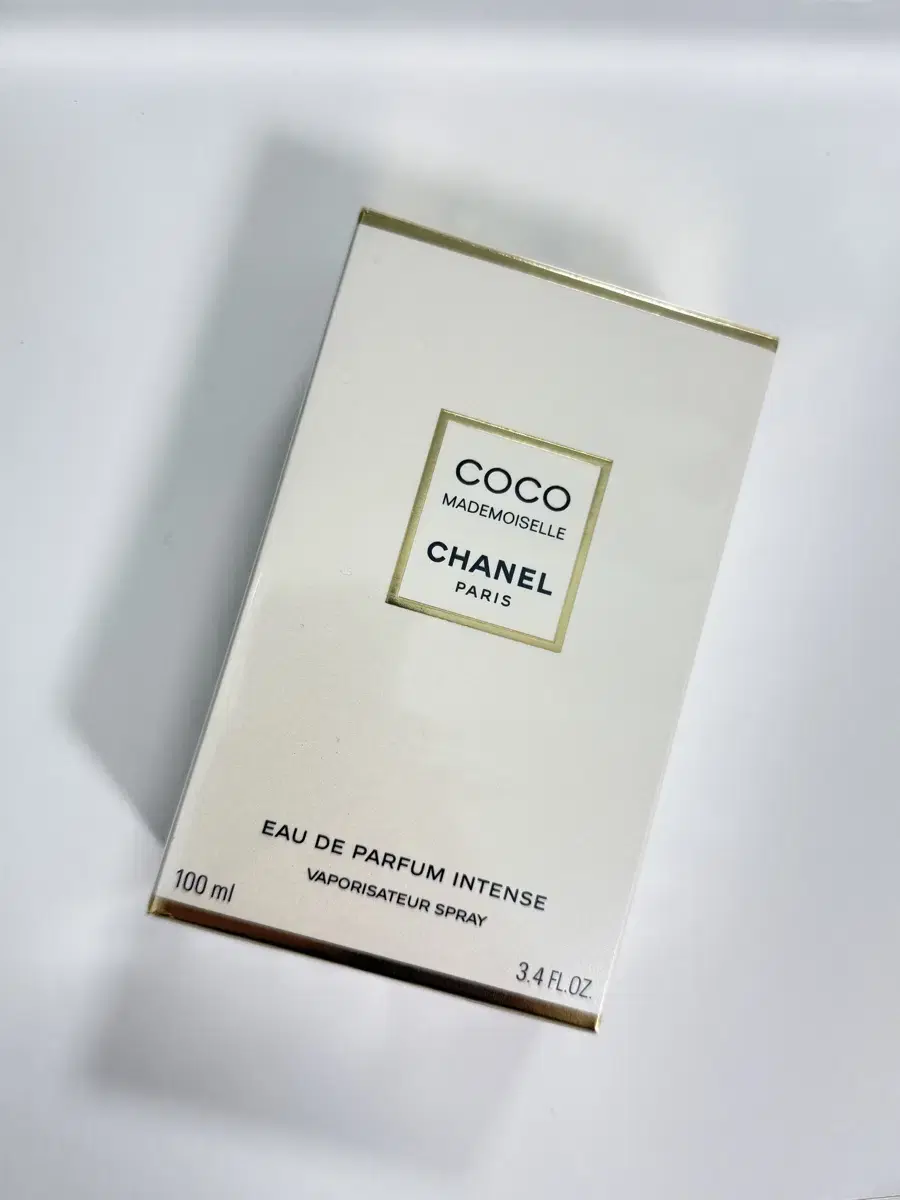 COCO
MADEMOISELLE
CHANEL
PARIS
EAU DE PARFUM INTENSE
VAPORISATEUR SPRAY
100 ml
3.4 FL.OZ.